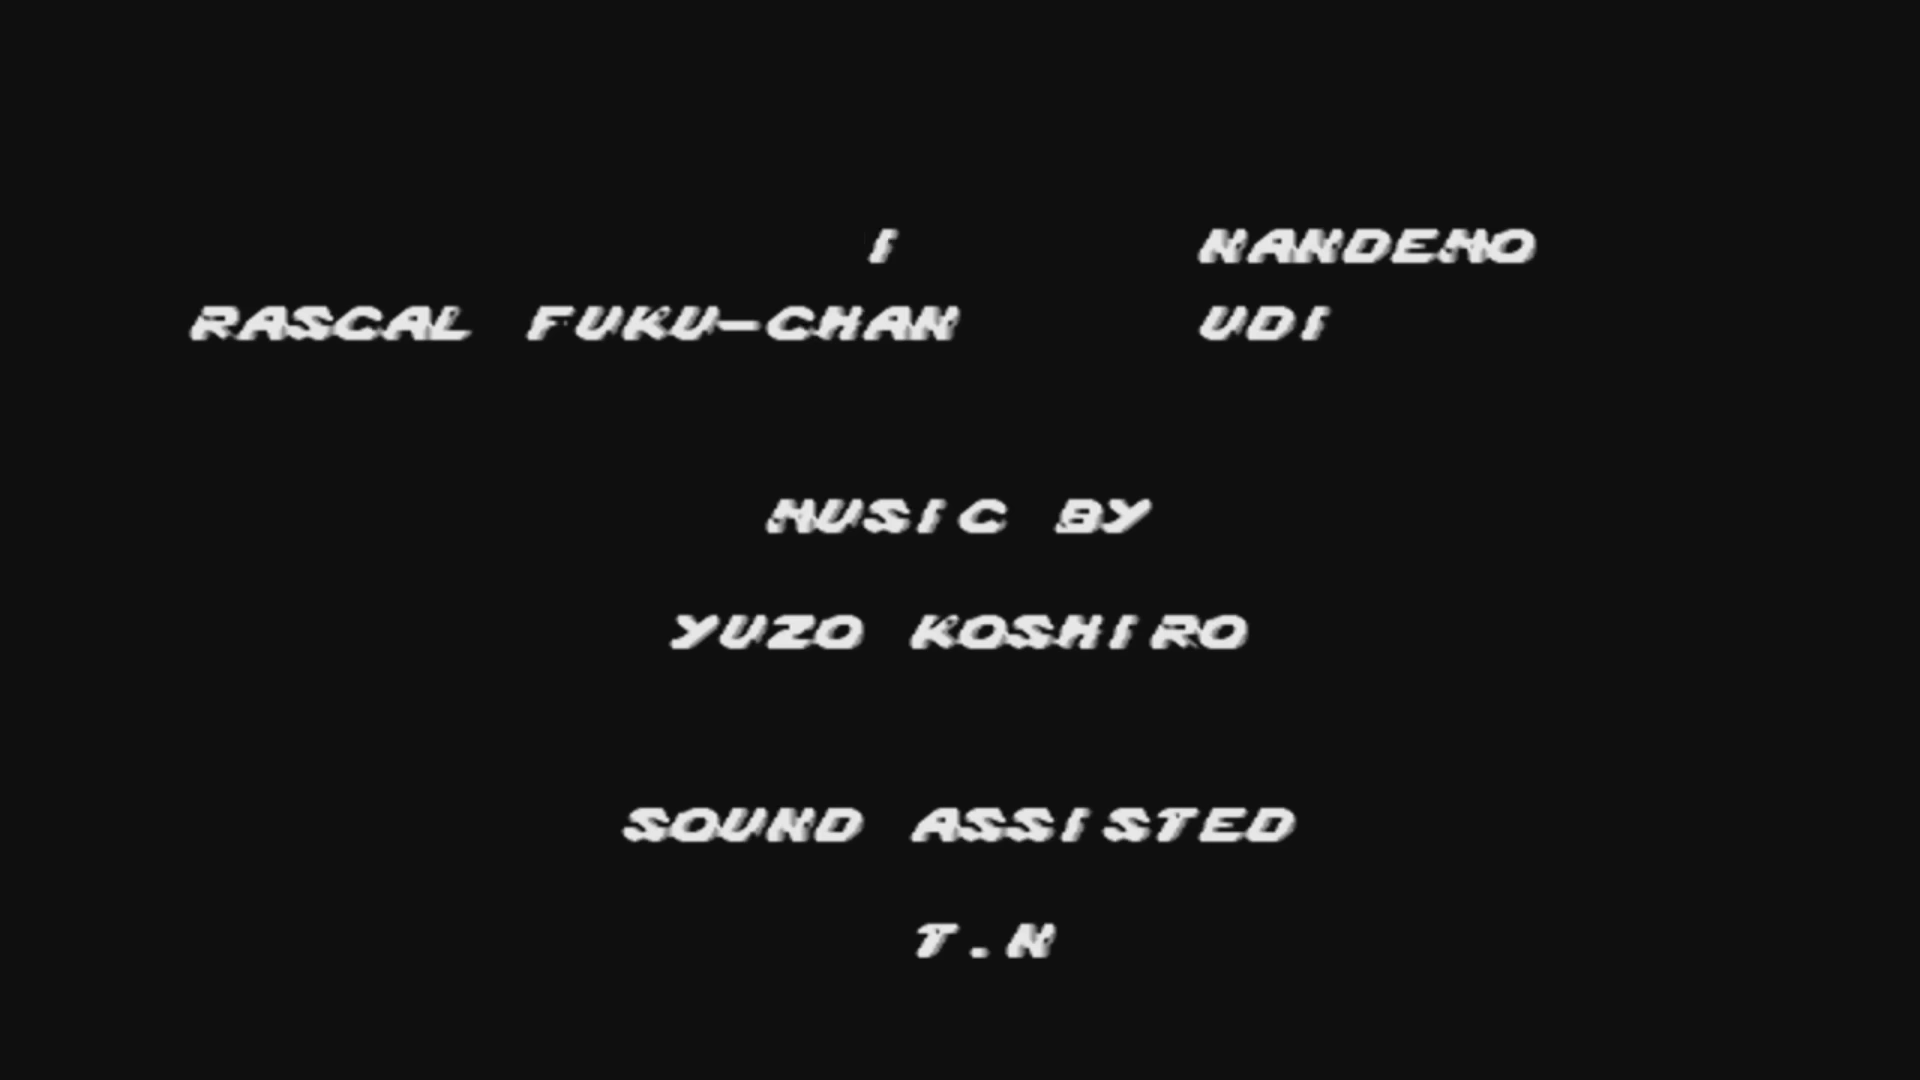 I NANDEMO
RASCAL FUKU-CHAN UDI
MUSIC BY
YUZO KOSHIRO
SOUND ASSISTED
T.N